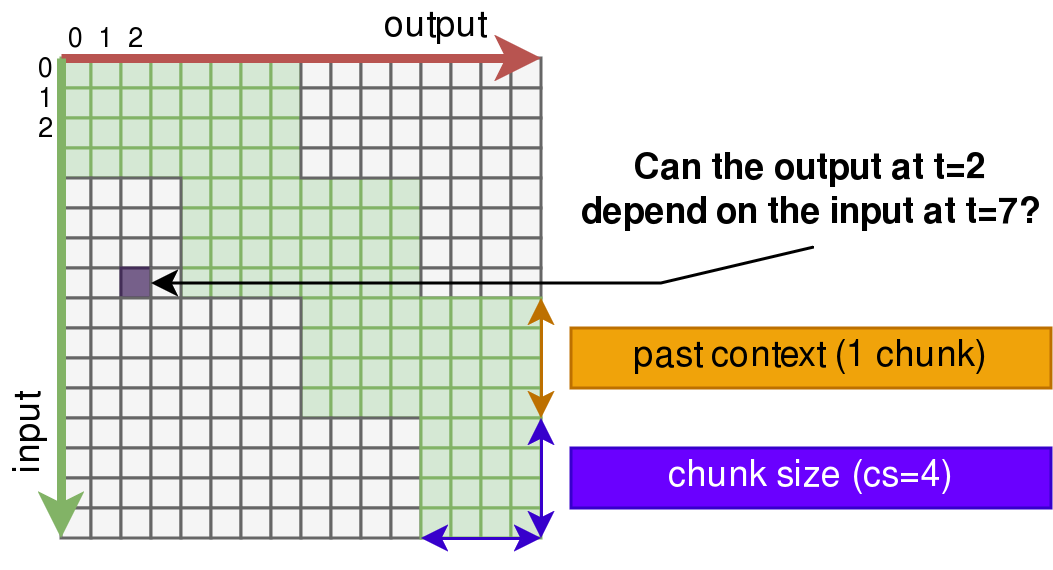 output
0 1 2
0
1
2
Can the output at t=2
depend on the input at t=7?
past context (1 chunk)
input
chunk size (cs=4)